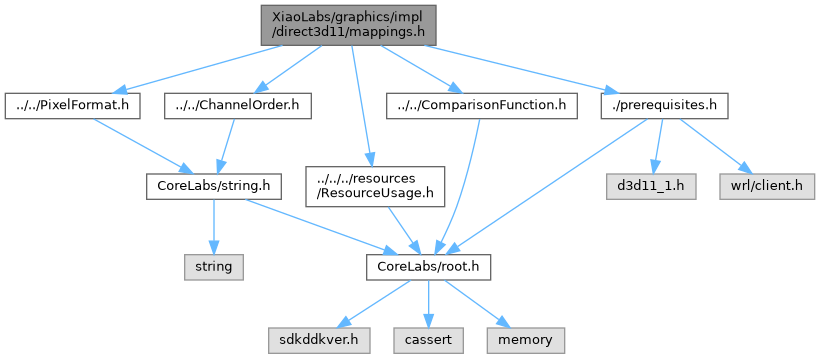 XiaoLabs/graphics/impl
/direct3d11/mappings.h
../../PixelFormat.h
../../ChannelOrder.h
../../ComparisonFunction.h
./prerequisites.h
CoreLabs/string.h
../../../resources
/ResourceUsage.h
d3d11_1.h
wrl/client.h
string
CoreLabs/root.h
sdkddkver.h
cassert
memory